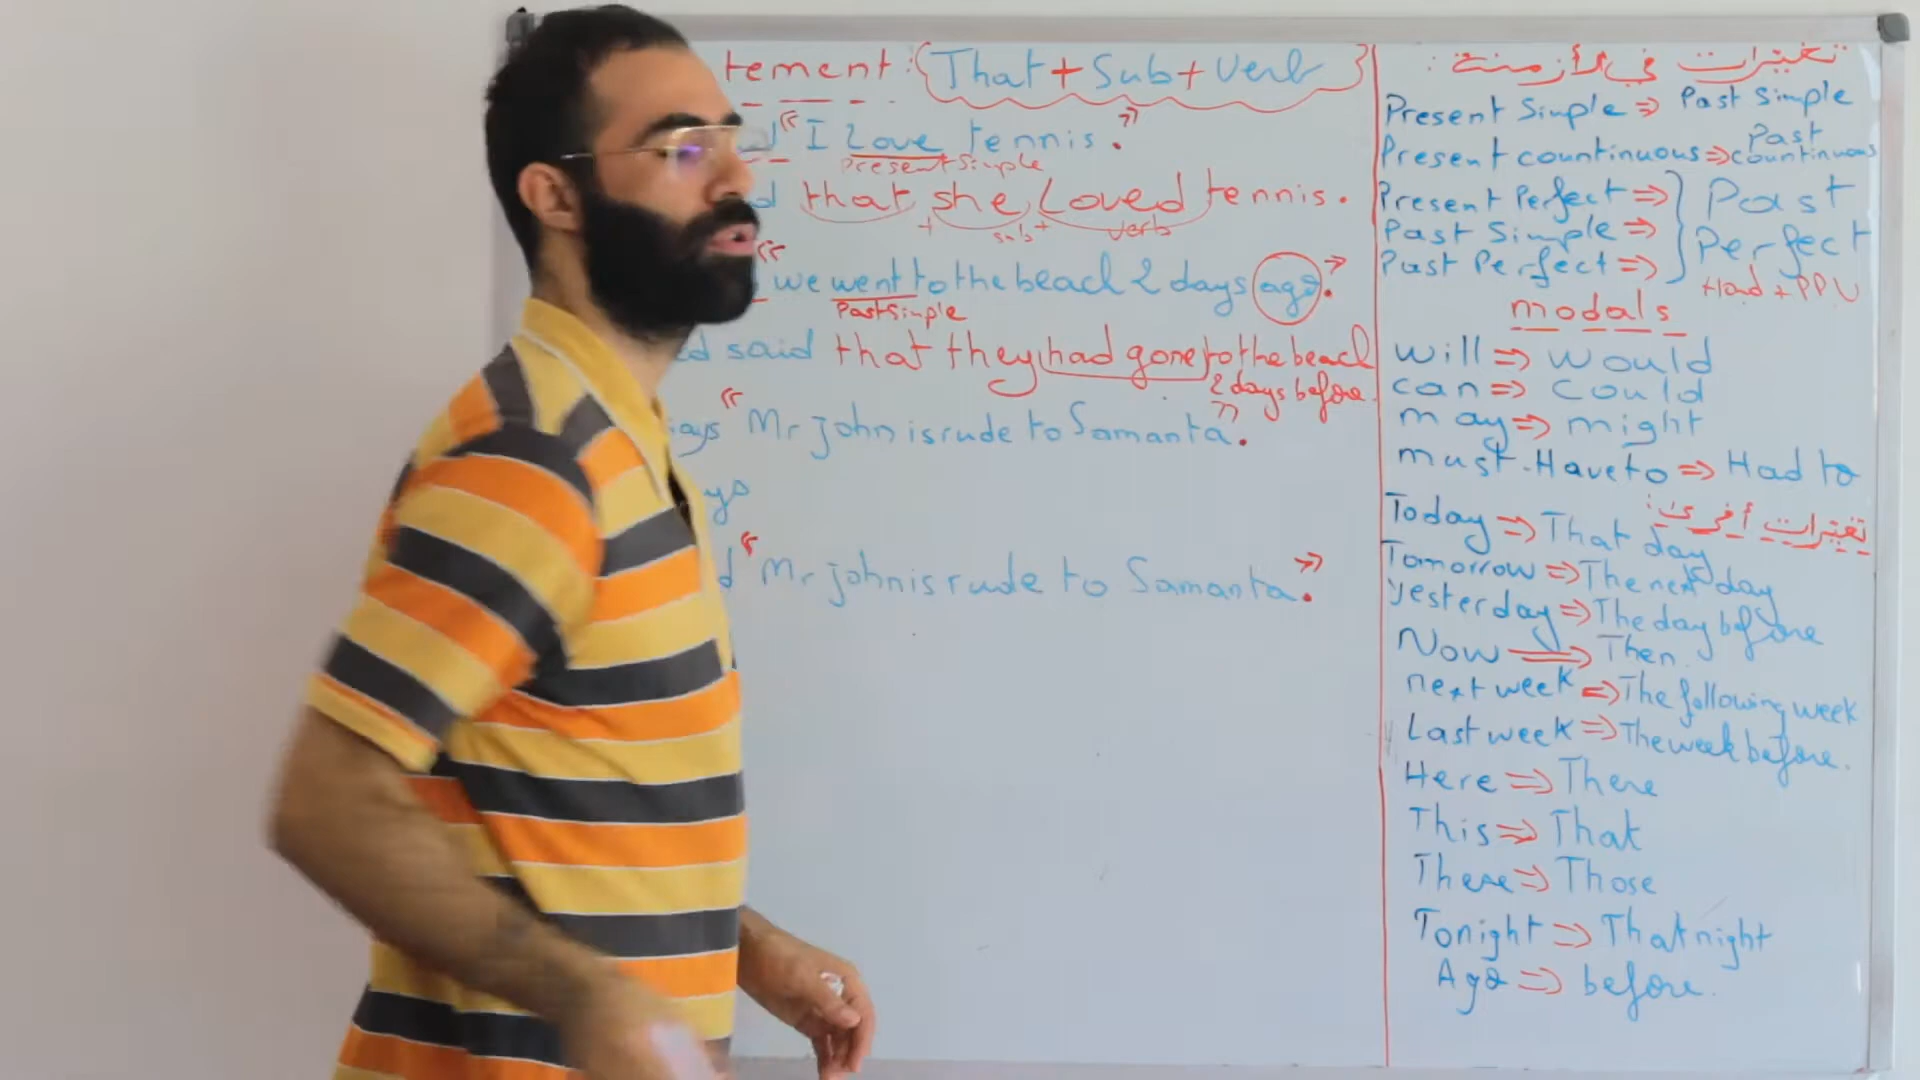 tement : That + Sub + Verb
" I Love tennis. "
Present Simple
d that she Loved tennis.
+ sub + verb
" we went to the beach 2 days ago. "
Past Simple
ed said that they had gone to the beach
2 days before.
ays " Mr John is rude to Samanta. "
ys
d " Mr John is rude to Samanta. "
تغيرات في الأزمنة :
Present Simple => Past Simple
Present countinuous => Past countinuous
Present Perfect =>
Past Simple =>
Past Perfect =>
Past Perfect
Had + PPV
modals
will => would
can => could
may => might
must - Have to => Had to
تغيرات أخرى :
Today => That day
Tomorrow => The next day
Yesterday => The day before
Now => Then.
next week => The following week
Last week => The week before.
Here => There
This => That
These => Those
Tonight => That night
Ago => before.